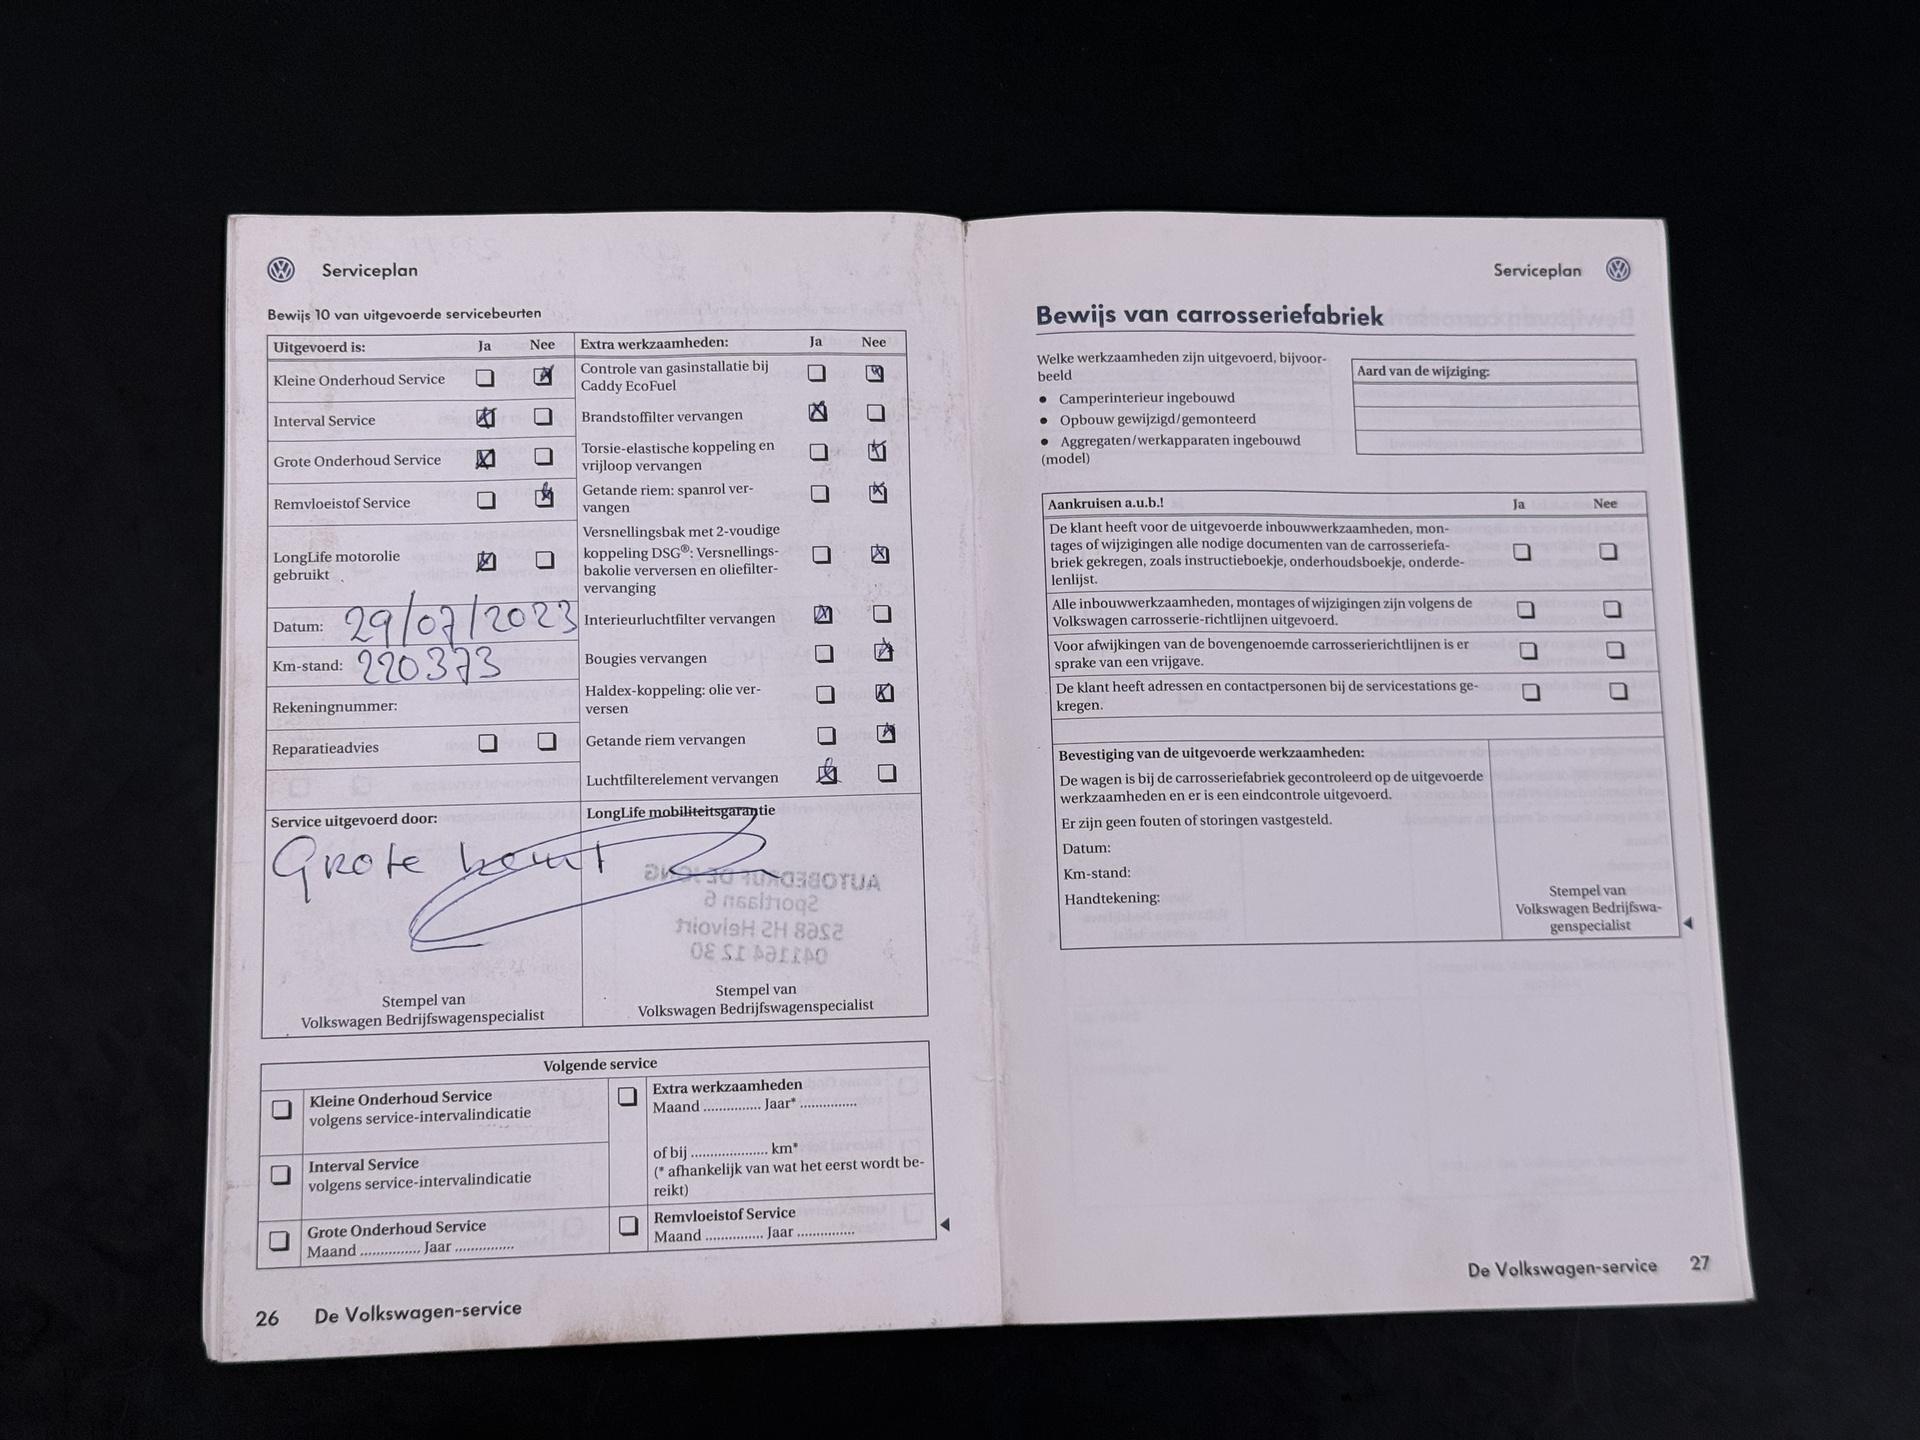 Serviceplan
Bewijs 10 van uitgevoerde servicebeurten
Uitgevoerd is: Ja Nee
Kleine Onderhoud Service
Interval Service
Grote Onderhoud Service
Remvloeistof Service
LongLife motorolie
gebruikt
Datum: 29/07/2023
Km-stand: 220373
Rekeningnummer:
Reparatieadvies
Extra werkzaamheden: Ja Nee
Controle van gasinstallatie bij
Caddy EcoFuel
Brandstoffilter vervangen
Torsie-elastische koppeling en
vrijloop vervangen
Getande riem: spanrol ver-
vangen
Versnellingsbak met 2-voudige
koppeling DSG®: Versnellings-
bakolie verversen en oliefilter-
vervanging
Interieurluchtfilter vervangen
Bougies vervangen
Haldex-koppeling: olie ver-
versen
Getande riem vervangen
Luchtfilterelement vervangen
Service uitgevoerd door:
Grote beurt
Stempel van
Volkswagen Bedrijfswagenspecialist
LongLife mobiliteitsgarantie
AUTOBEDRIJF DE JONG
Sportlaan 6
5268 HS Helvoirt
041164 12 30
Stempel van
Volkswagen Bedrijfswagenspecialist
Volgende service
Kleine Onderhoud Service
volgens service-intervalindicatie
Interval Service
volgens service-intervalindicatie
Grote Onderhoud Service
Maand ............... Jaar ...............
Extra werkzaamheden
Maand ............... Jaar* ...............
of bij .................... km*
(* afhankelijk van wat het eerst wordt be-
reikt)
Remvloeistof Service
Maand ............... Jaar ...............
26 De Volkswagen-service
Serviceplan
Bewijs van carrosseriefabriek
Welke werkzaamheden zijn uitgevoerd, bijvoor-
beeld
• Camperinterieur ingebouwd
• Opbouw gewijzigd/gemonteerd
• Aggregaten/werkapparaten ingebouwd
(model)
Aard van de wijziging:
Aankruisen a.u.b.! Ja Nee
De klant heeft voor de uitgevoerde inbouwwerkzaamheden, mon-
tages of wijzigingen alle nodige documenten van de carrosseriefa-
briek gekregen, zoals instructieboekje, onderhoudsboekje, onderde-
lenlijst.
Alle inbouwwerkzaamheden, montages of wijzigingen zijn volgens de
Volkswagen carrosserie-richtlijnen uitgevoerd.
Voor afwijkingen van de bovengenoemde carrosserierichtlijnen is er
sprake van een vrijgave.
De klant heeft adressen en contactpersonen bij de servicestations ge-
kregen.
Bevestiging van de uitgevoerde werkzaamheden:
De wagen is bij de carrosseriefabriek gecontroleerd op de uitgevoerde
werkzaamheden en er is een eindcontrole uitgevoerd.
Er zijn geen fouten of storingen vastgesteld.
Datum:
Km-stand:
Handtekening:
Stempel van
Volkswagen Bedrijfswa-
genspecialist
De Volkswagen-service 27